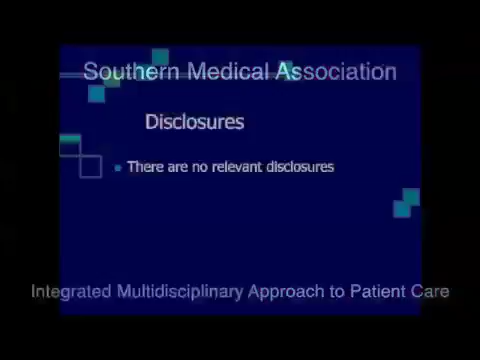 Southern Medical Association
Disclosures
There are no relevant disclosures
Integrated Multidisciplinary Approach to Patient Care